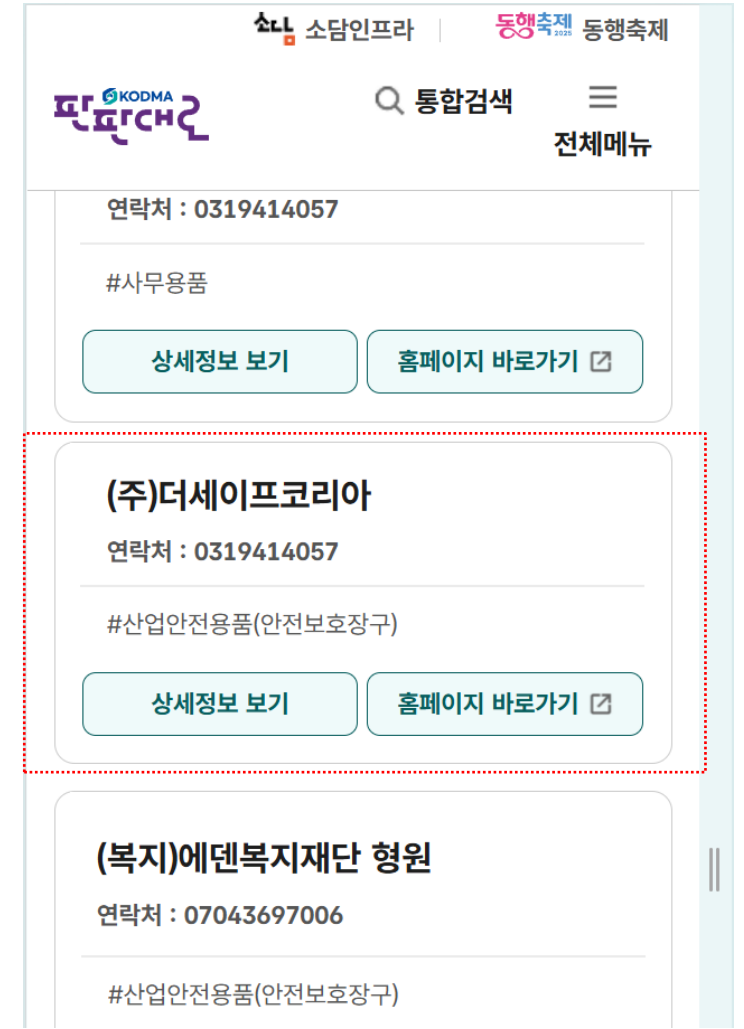 소담 소담인프라
동행축제 2025 동행축제
KODMA
판판대로
통합검색
전체메뉴
연락처 : 0319414057
#사무용품
상세정보 보기
홈페이지 바로가기
(주)더세이프코리아
연락처 : 0319414057
#산업안전용품(안전보호장구)
상세정보 보기
홈페이지 바로가기
(복지)에덴복지재단 형원
연락처 : 07043697006
#산업안전용품(안전보호장구)